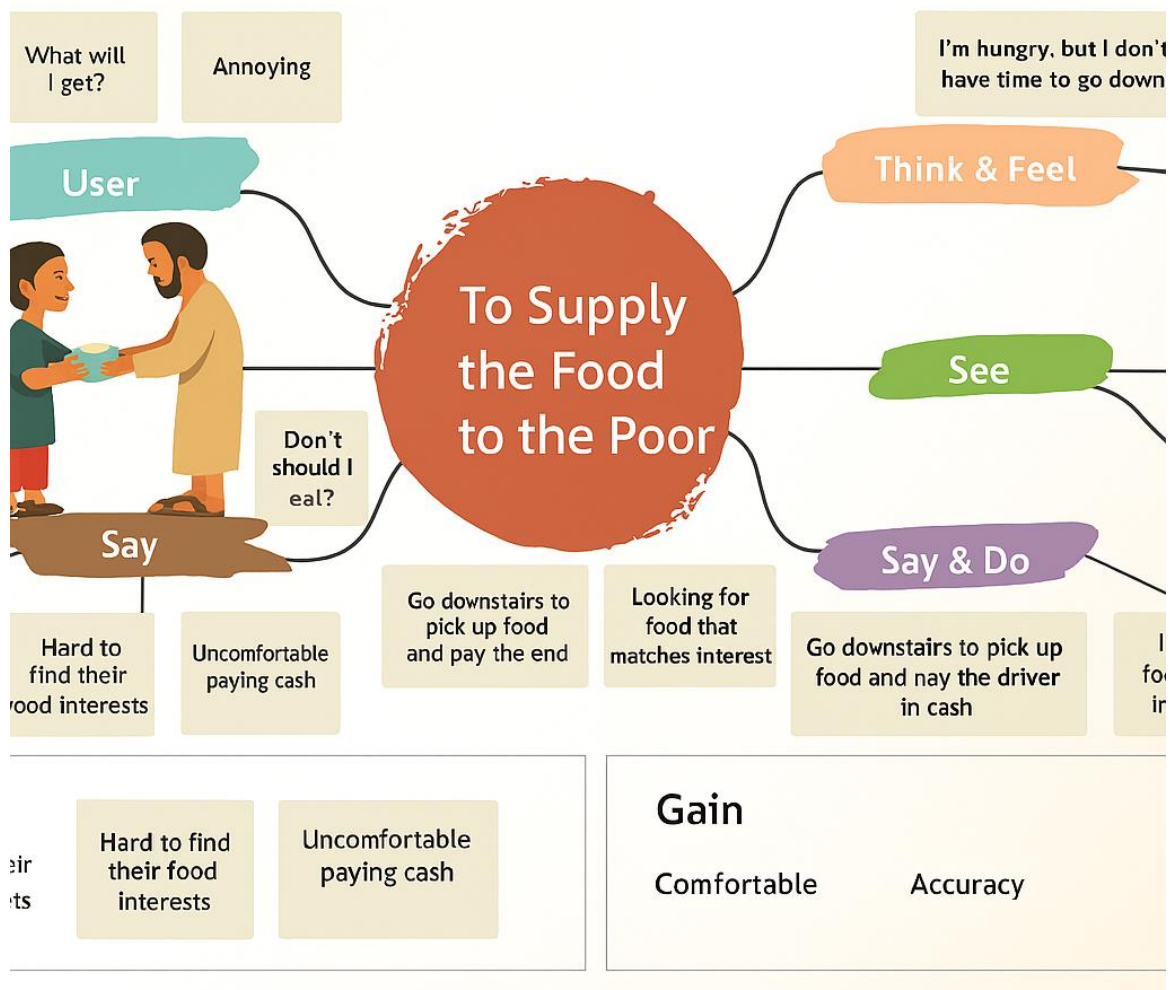 What will
I get?
Annoying
I'm hungry, but I don't
have time to go down
User
Think & Feel
To Supply
the Food
to the Poor
See
Don't
should I
eal?
Say
Say & Do
Hard to
find their
ood interests
Uncomfortable
paying cash
Go downstairs to
pick up food
and pay the end
Looking for
food that
matches interest
Go downstairs to pick up
food and nay the driver
in cash
I
foo
in
eir
ets
Hard to find
their food
interests
Uncomfortable
paying cash
Gain
Comfortable
Accuracy